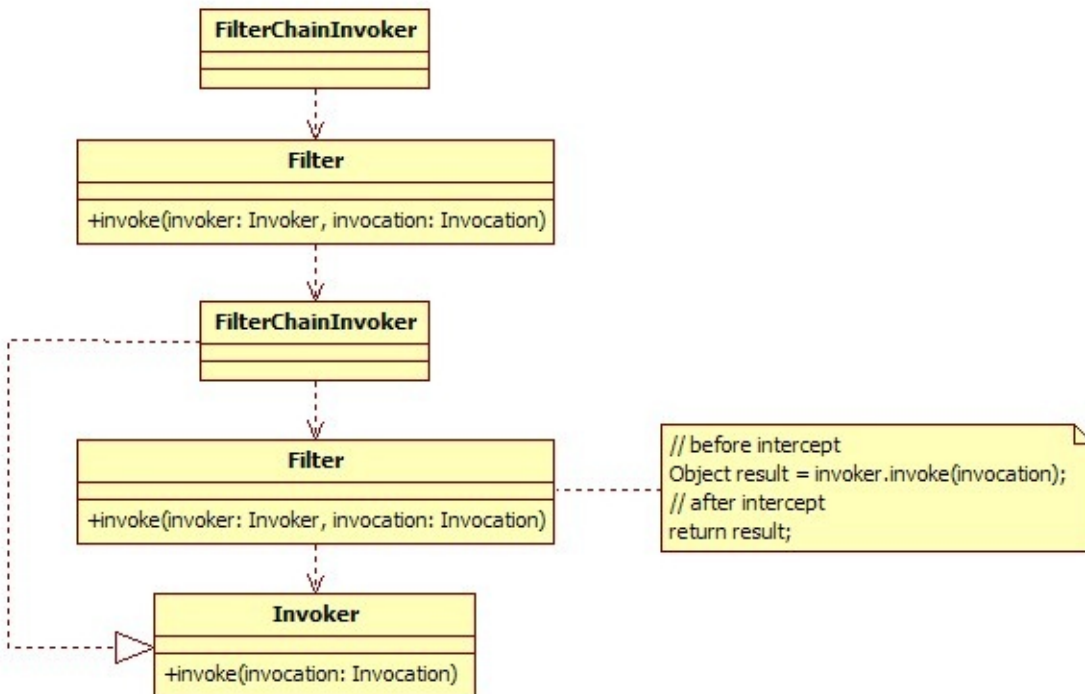 FilterChainInvoker
Filter
+invoke(invoker: Invoker, invocation: Invocation)
FilterChainInvoker
Filter
+invoke(invoker: Invoker, invocation: Invocation)
// before intercept
Object result = invoker.invoke(invocation);
// after intercept
return result;
Invoker
+invoke(invocation: Invocation)